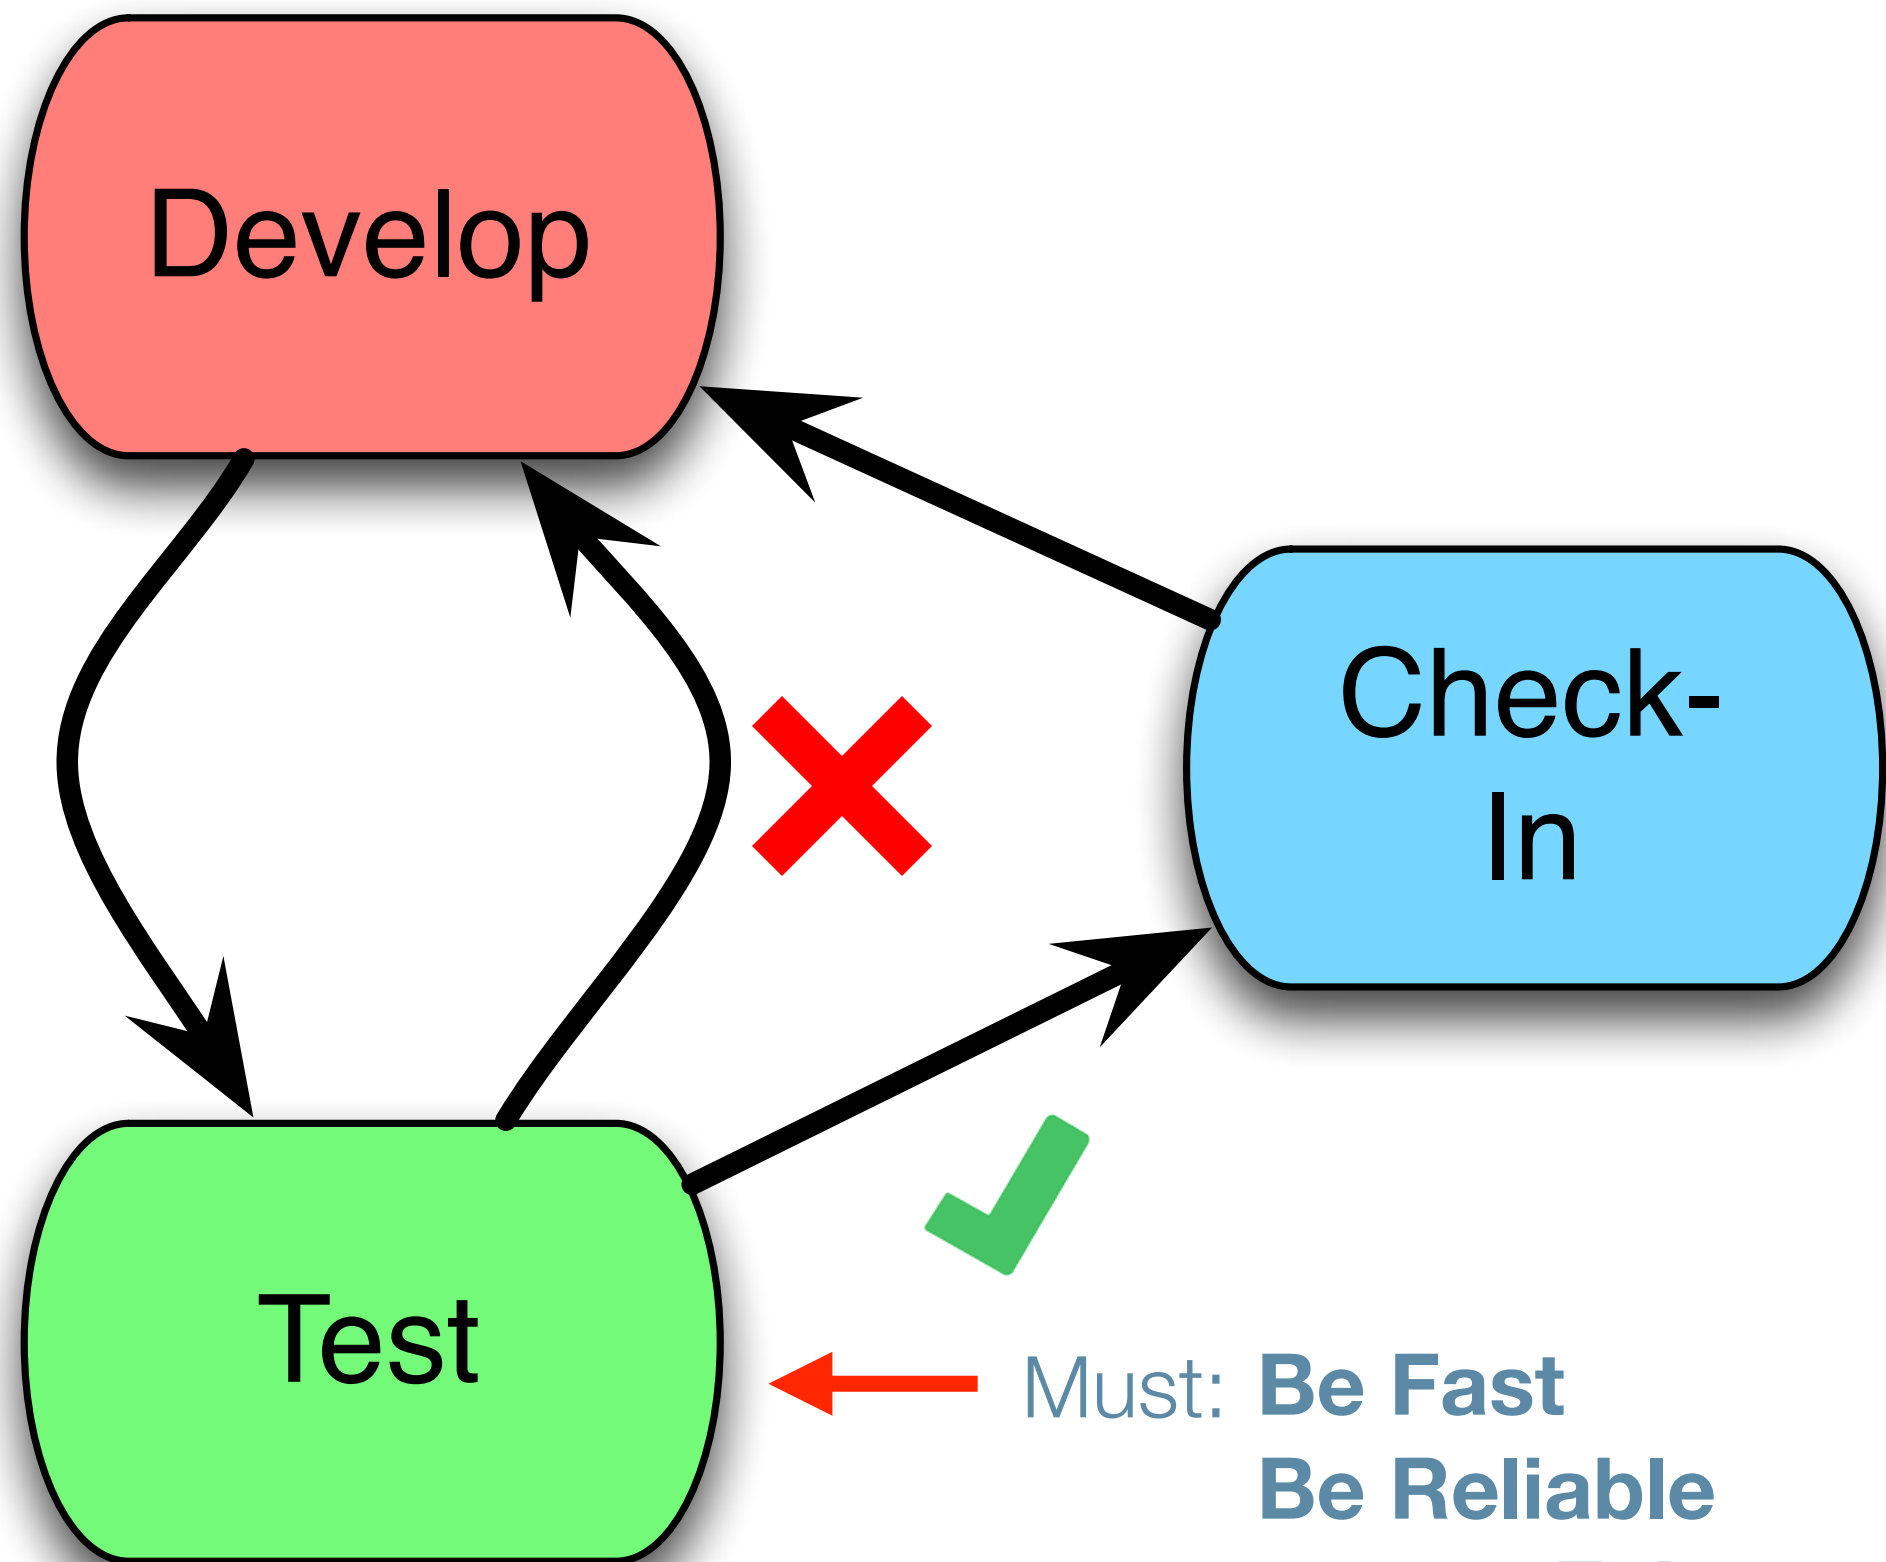 Develop
Check-
In
Test
Must: Be Fast
Be Reliable